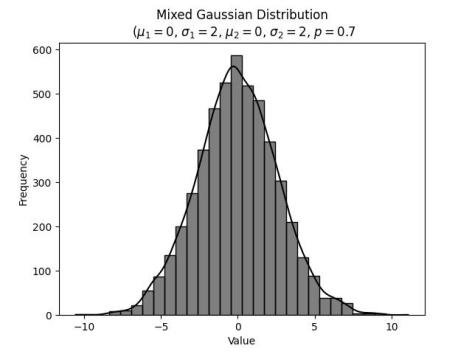 Mixed Gaussian Distribution
(μ₁ = 0, σ₁ = 2, μ₂ = 0, σ₂ = 2, p = 0.7
600
500
400
300
200
100
0
Frequency
−10 −5 0 5 10
Value